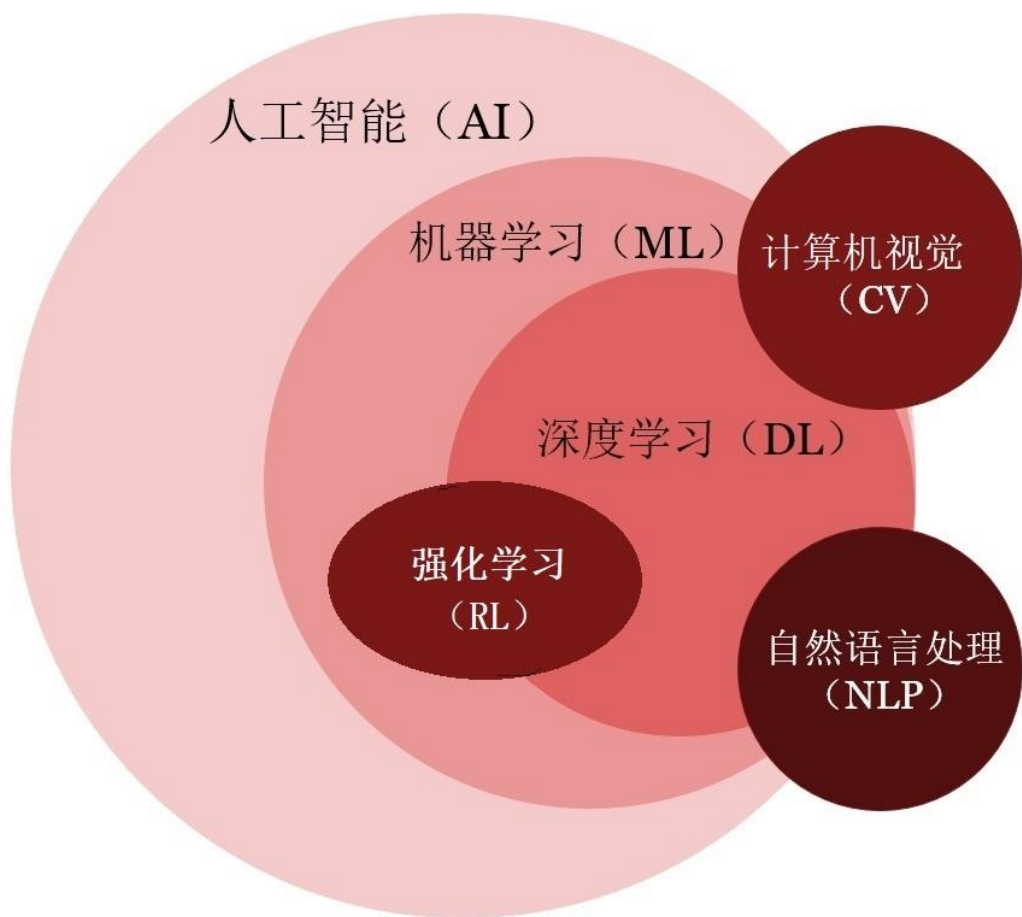 人工智能（AI）
机器学习（ML）
计算机视觉
（CV）
深度学习（DL）
强化学习
（RL）
自然语言处理
（NLP）